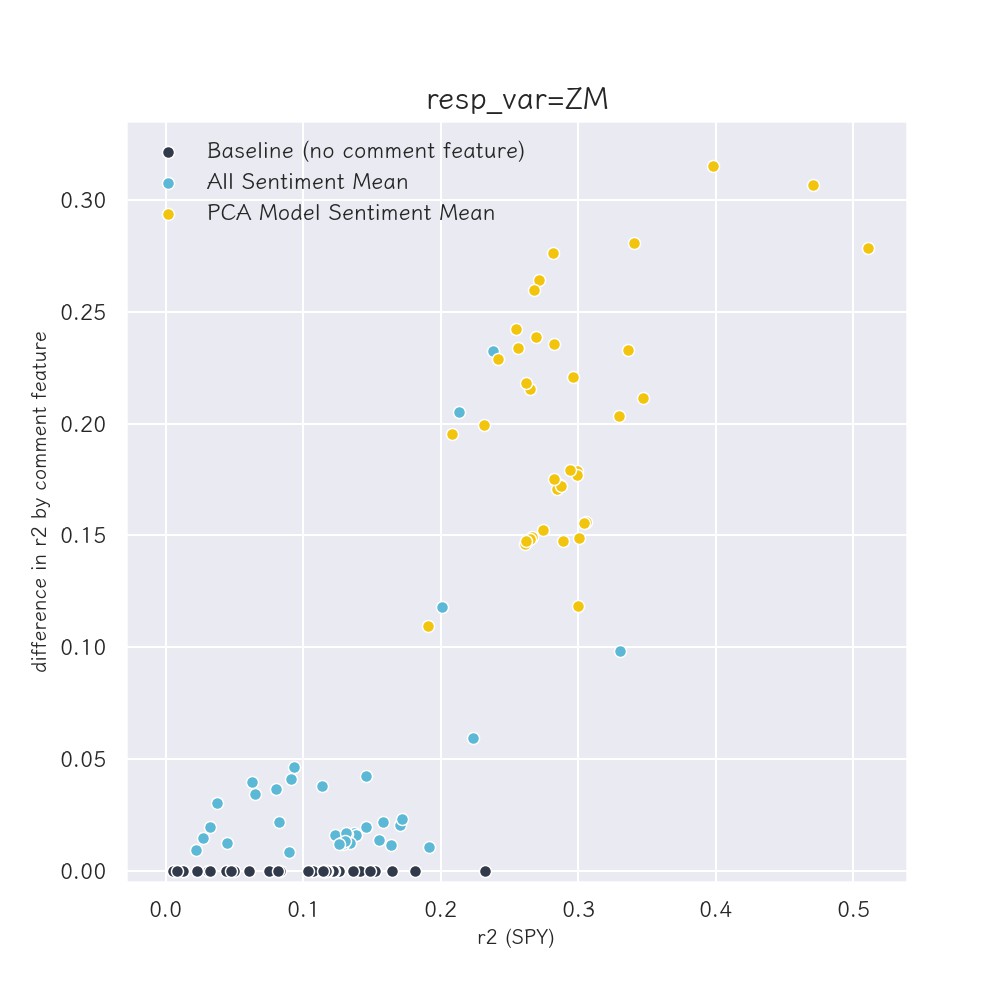 resp_var=ZM
Baseline (no comment feature)
All Sentiment Mean
PCA Model Sentiment Mean
0.30
0.25
0.20
0.15
0.10
0.05
0.00
difference in r2 by comment feature
0.0 0.1 0.2 0.3 0.4 0.5
r2 (SPY)